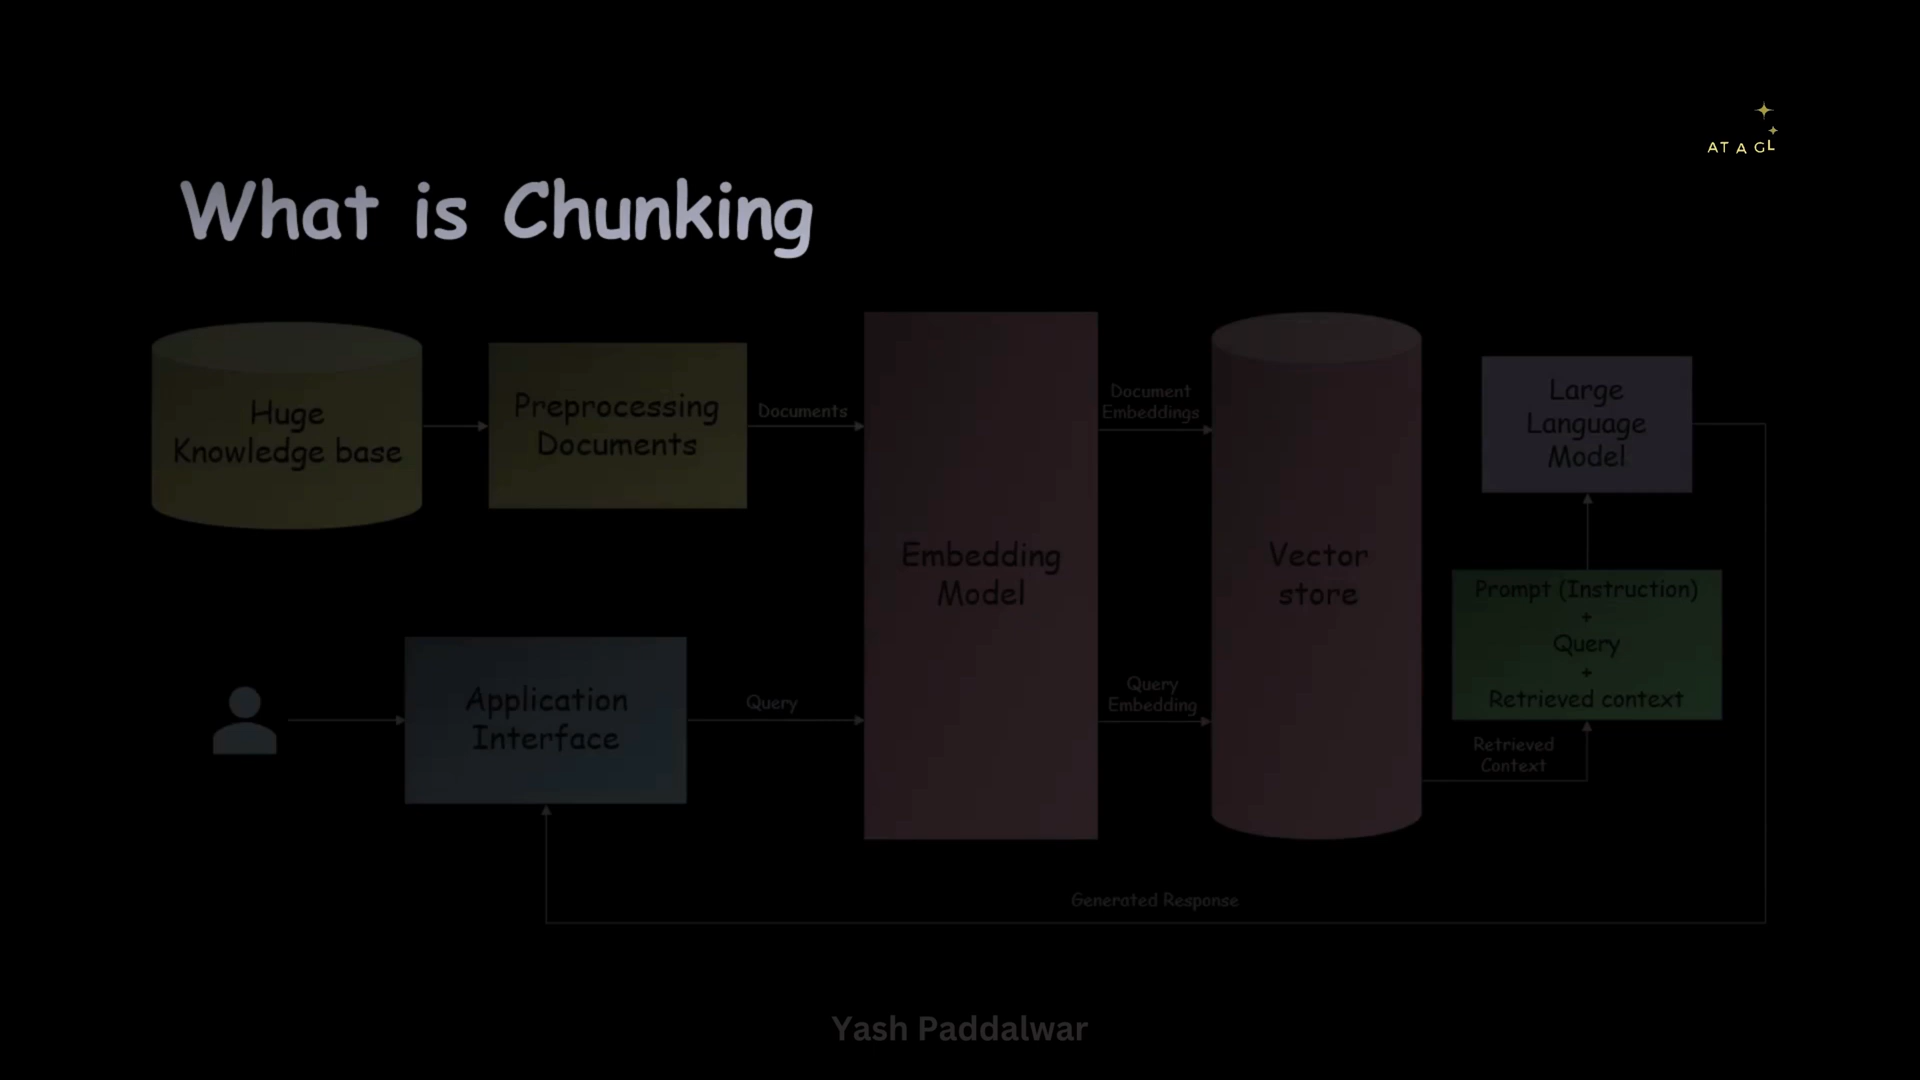 AT A GL
What is Chunking
Huge
Knowledge base
Preprocessing
Documents
Documents
Embedding
Model
Document
Embeddings
Vector
store
Large
Language
Model
Prompt (Instruction)
+
Query
+
Retrieved context
Application
Interface
Query
Query
Embedding
Retrieved
Context
Generated Response
Yash Paddalwar